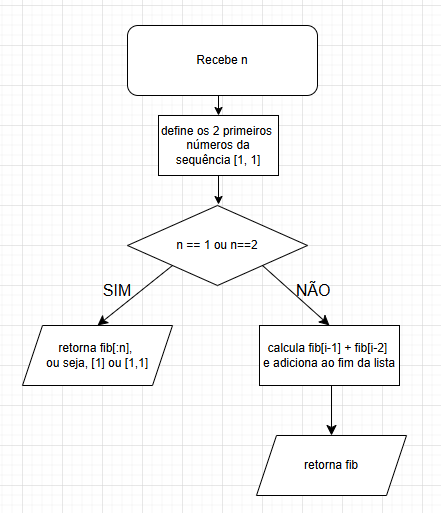 Recebe n
define os 2 primeiros
números da
sequência [1, 1]
n == 1 ou n==2
SIM
NÃO
retorna fib[:n],
ou seja, [1] ou [1,1]
calcula fib[i-1] + fib[i-2]
e adiciona ao fim da lista
retorna fib